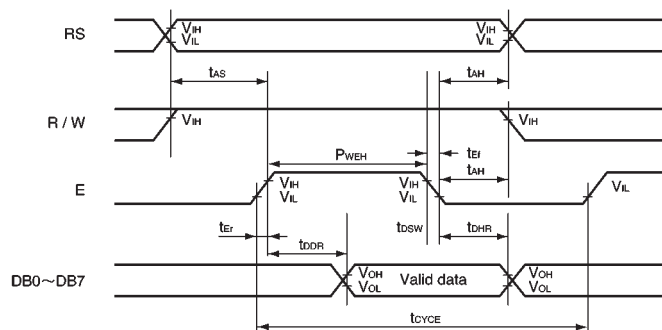 RS
VIH
VIL
VIH
VIL
tAS
tAH
R / W
VIH
VIH
PWEH
tEf
tAH
E
VIH
VIL
VIH
VIL
VIL
tEr
tDDR
tDSW
tDHR
DB0～DB7
VOH
VOL
Valid data
VOH
VOL
tCYCE